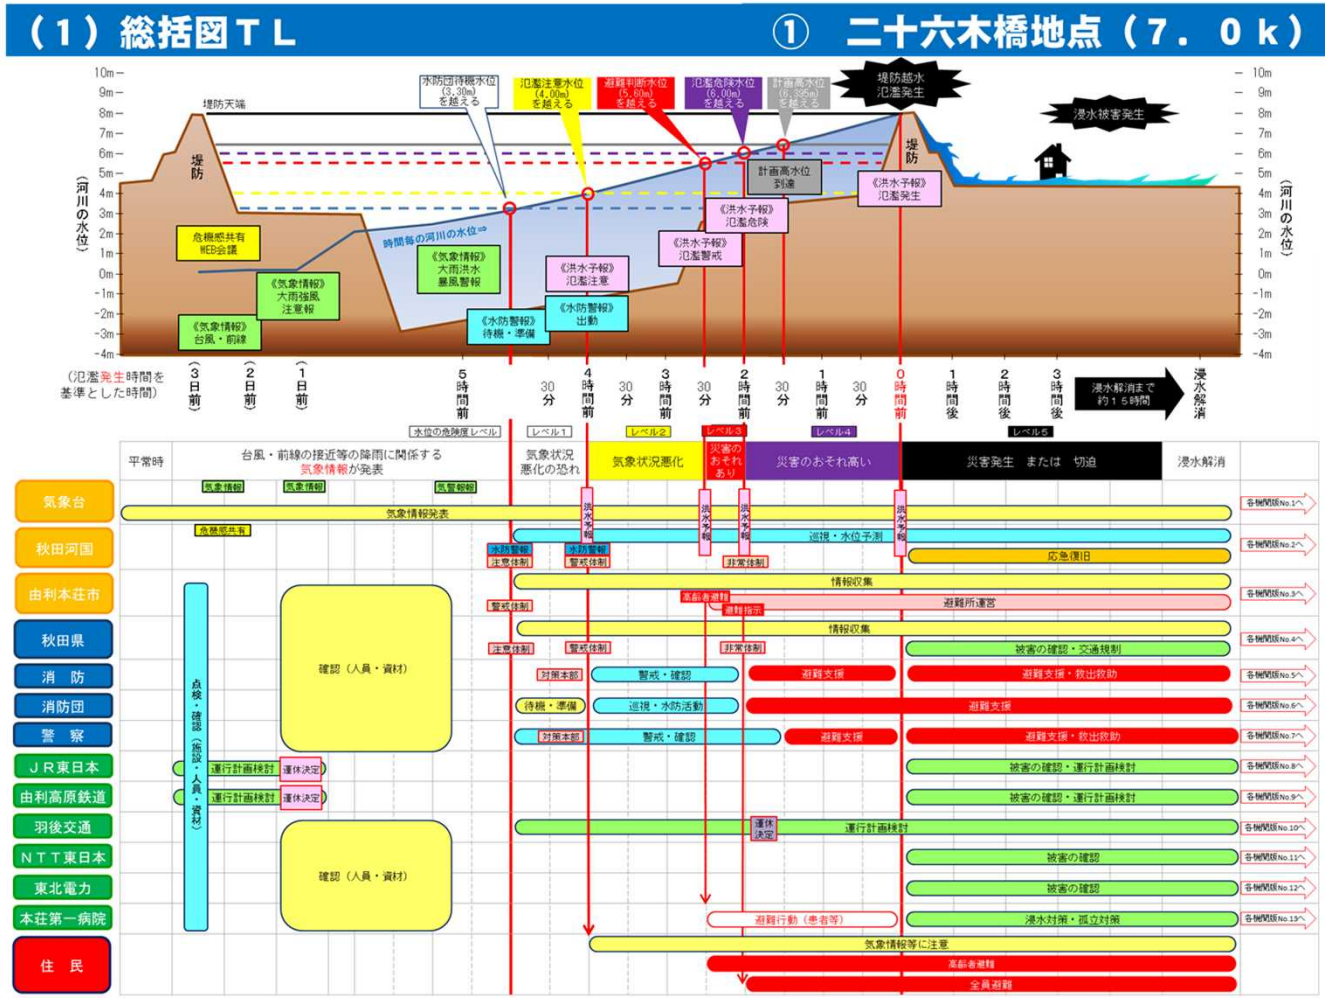 （１）総括図ＴＬ
① 二十六木橋地点（７．０ｋ）
10m
9m
8m
7m
6m
5m
4m
3m
2m
1m
0m
-1m
-2m
-3m
-4m
（河川の水位）
堤防天端
堤防
水防団待機水位
(3.30m)
を越える
氾濫注意水位
(4.00m)
を越える
避難判断水位
(5.60m)
を越える
氾濫危険水位
(6.00m)
を越える
計画高水位
(6.395m)
を越える
堤防越水
氾濫発生
浸水被害発生
10m
9m
8m
7m
6m
5m
4m
3m
2m
1m
0m
-1m
-2m
-3m
-4m
（河川の水位）
堤防
時間毎の河川の水位⇒
危機感共有
WEB会議
《気象情報》
台風・前線
《気象情報》
大雨強風
注意報
《気象情報》
大雨洪水
暴風警報
《水防警報》
待機・準備
《洪水予報》
氾濫注意
《水防警報》
出動
《洪水予報》
氾濫警戒
《洪水予報》
氾濫危険
計画高水位
到達
《洪水予報》
氾濫発生
（氾濫発生時間を
基準とした時間）
（３日前）
（２日前）
（１日前）
５時間前
30分
４時間前
30分
３時間前
30分
２時間前
30分
１時間前
30分
０時間前
１時間後
２時間後
３時間後
浸水解消まで
約１５時間
浸水解消
水位の危険度レベル
レベル1
レベル2
レベル3
レベル4
レベル5
平常時
台風・前線の接近等の降雨に関係する
気象情報が発表
気象状況
悪化の恐れ
気象状況悪化
災害の
おそれ
あり
災害のおそれ高い
災害発生 または 切迫
浸水解消
気象台
気象情報
気象情報
気警報報
気象情報発表
洪水予報
洪水予報
洪水予報
洪水予報
各機関版No.1へ
秋田河国
危機感共有
水防警報
注意体制
水防警報
警戒体制
非常体制
巡視・水位予測
応急復旧
各機関版No.2へ
由利本荘市
警戒体制
情報収集
高齢者避難
避難指示
避難所運営
各機関版No.3へ
秋田県
注意体制
警戒体制
非常体制
情報収集
被害の確認・交通規制
各機関版No.4へ
点検・確認（施設・人員・資材）
確認（人員・資材）
消 防
対策本部
警戒・確認
避難支援
避難支援・救出救助
各機関版No.5へ
消防団
待機・準備
巡視・水防活動
避難支援
各機関版No.6へ
警 察
対策本部
警戒・確認
避難支援
避難支援・救出救助
各機関版No.7へ
ＪＲ東日本
運行計画検討
運休決定
被害の確認・運行計画検討
各機関版No.8へ
由利高原鉄道
運行計画検討
運休決定
被害の確認・運行計画検討
各機関版No.9へ
羽後交通
運休
決定
運行計画検討
各機関版No.10へ
ＮＴＴ東日本
被害の確認
各機関版No.11へ
東北電力
確認（人員・資材）
被害の確認
各機関版No.12へ
本荘第一病院
避難行動（患者等）
浸水対策・孤立対策
各機関版No.13へ
住 民
気象情報等に注意
高齢者避難
全員避難